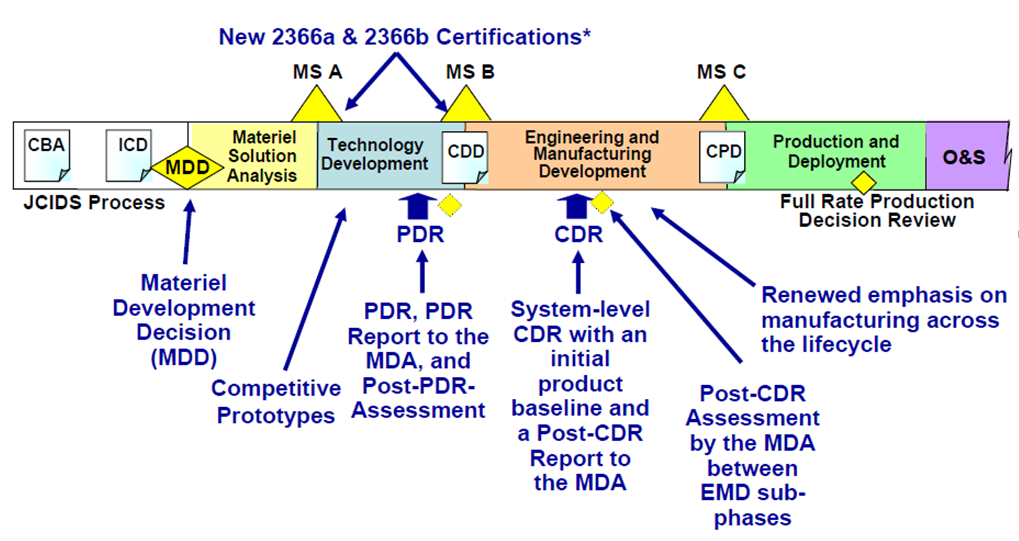 New 2366a & 2366b Certifications*
MS A
MS B
MS C
CBA
ICD
MDD
Materiel
Solution
Analysis
Technology
Development
CDD
Engineering and
Manufacturing
Development
CPD
Production and
Deployment
O&S
JCIDS Process
PDR
CDR
Full Rate Production
Decision Review
Materiel
Development
Decision
(MDD)
Competitive
Prototypes
PDR, PDR
Report to the
MDA, and
Post-PDR-
Assessment
System-level
CDR with an
initial
product
baseline and
a Post-CDR
Report to
the MDA
Post-CDR
Assessment
by the MDA
between
EMD sub-
phases
Renewed emphasis on
manufacturing across
the lifecycle